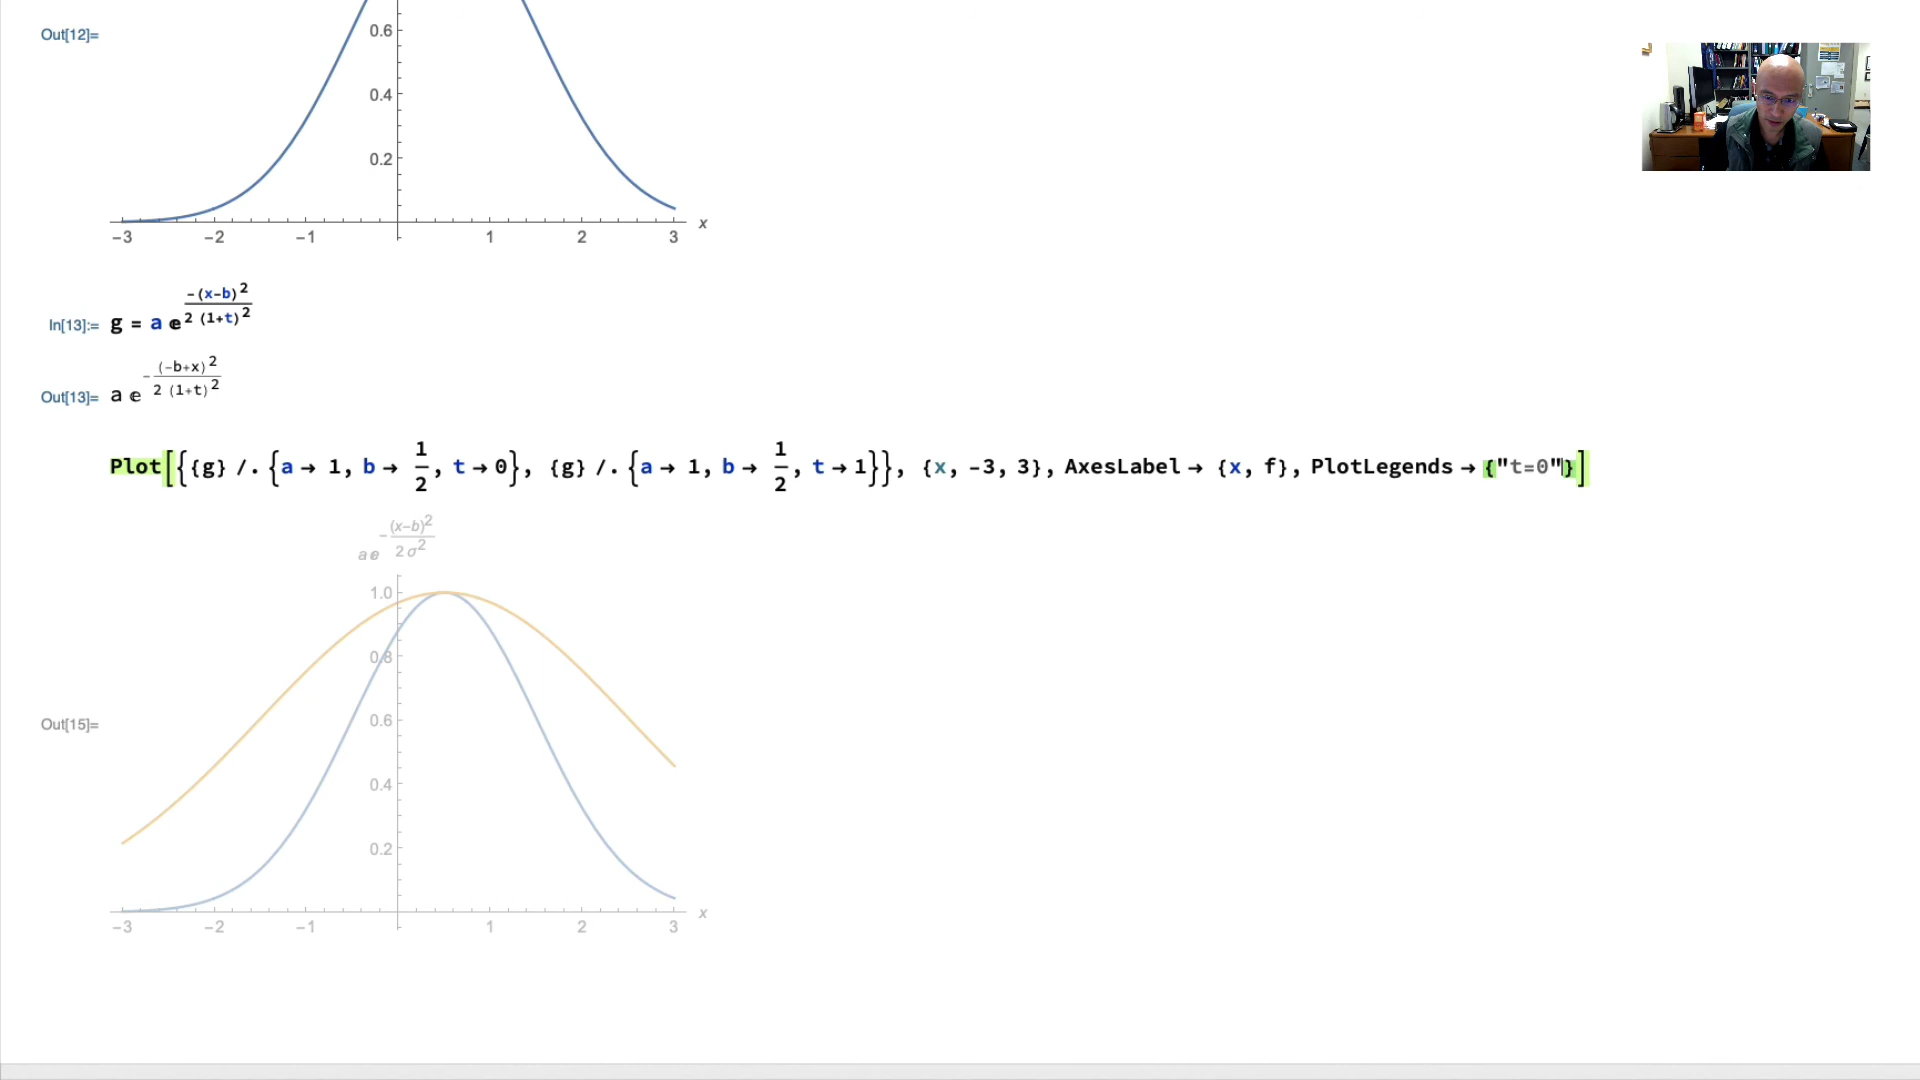 Out[12]=
0.6
0.4
0.2
-3 -2 -1 1 2 3 x
In[13]:= g = a e^(-(x-b)^2 / 2 (1+t)^2)
Out[13]= a e^(-(-b+x)^2 / 2 (1+t)^2)
Plot[{{g} /. {a → 1, b → 1/2, t → 0}, {g} /. {a → 1, b → 1/2, t → 1}}, {x, -3, 3}, AxesLabel → {x, f}, PlotLegends → {"t=0"}]
a e^(-(x-b)^2 / 2 σ^2)
1.0
0.8
0.6
Out[15]=
0.4
0.2
-3 -2 -1 1 2 3 x